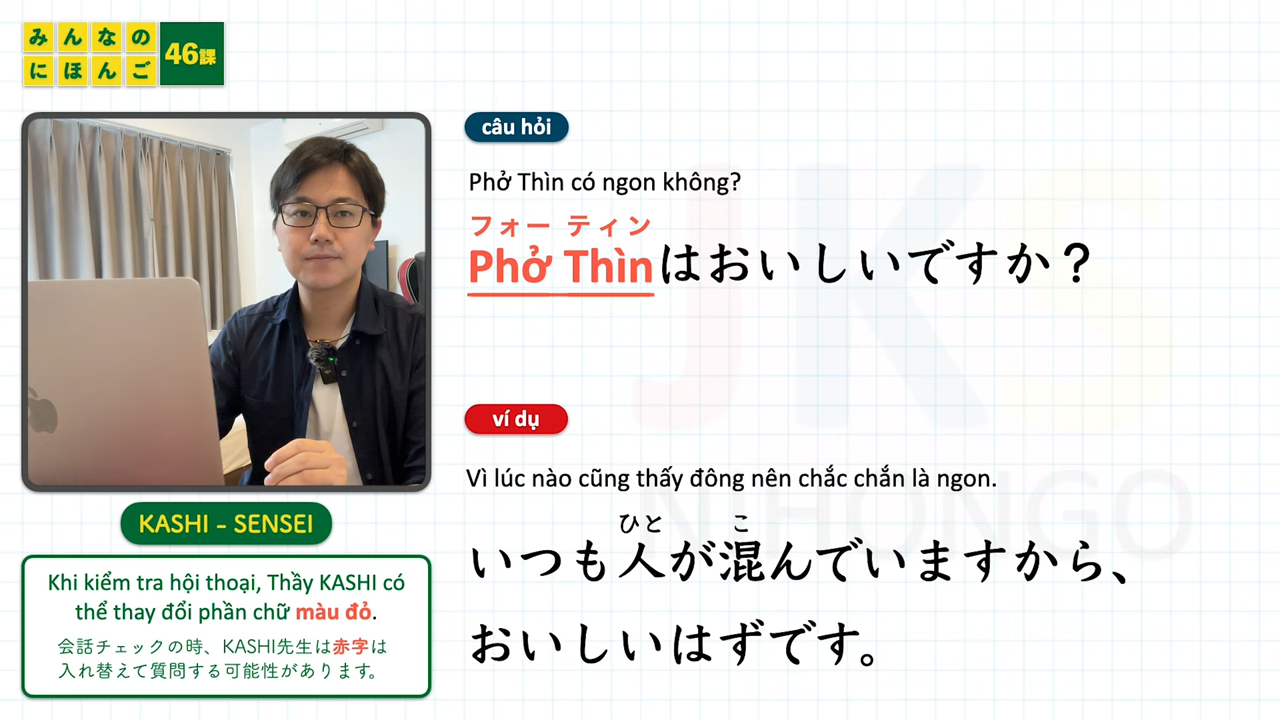 みんなの
にほんご
46課
KASHI – SENSEI
Khi kiểm tra hội thoại, Thầy KASHI có
thể thay đổi phần chữ màu đỏ.
会話チェックの時、KASHI先生は赤字は
入れ替えて質問する可能性があります。
câu hỏi
Phở Thìn có ngon không?
フォー ティン
Phở Thìnはおいしいですか？
ví dụ
Vì lúc nào cũng thấy đông nên chắc chắn là ngon.
ひと こ
いつも人が混んでいますから、
おいしいはずです。
JKS
NIHONGO